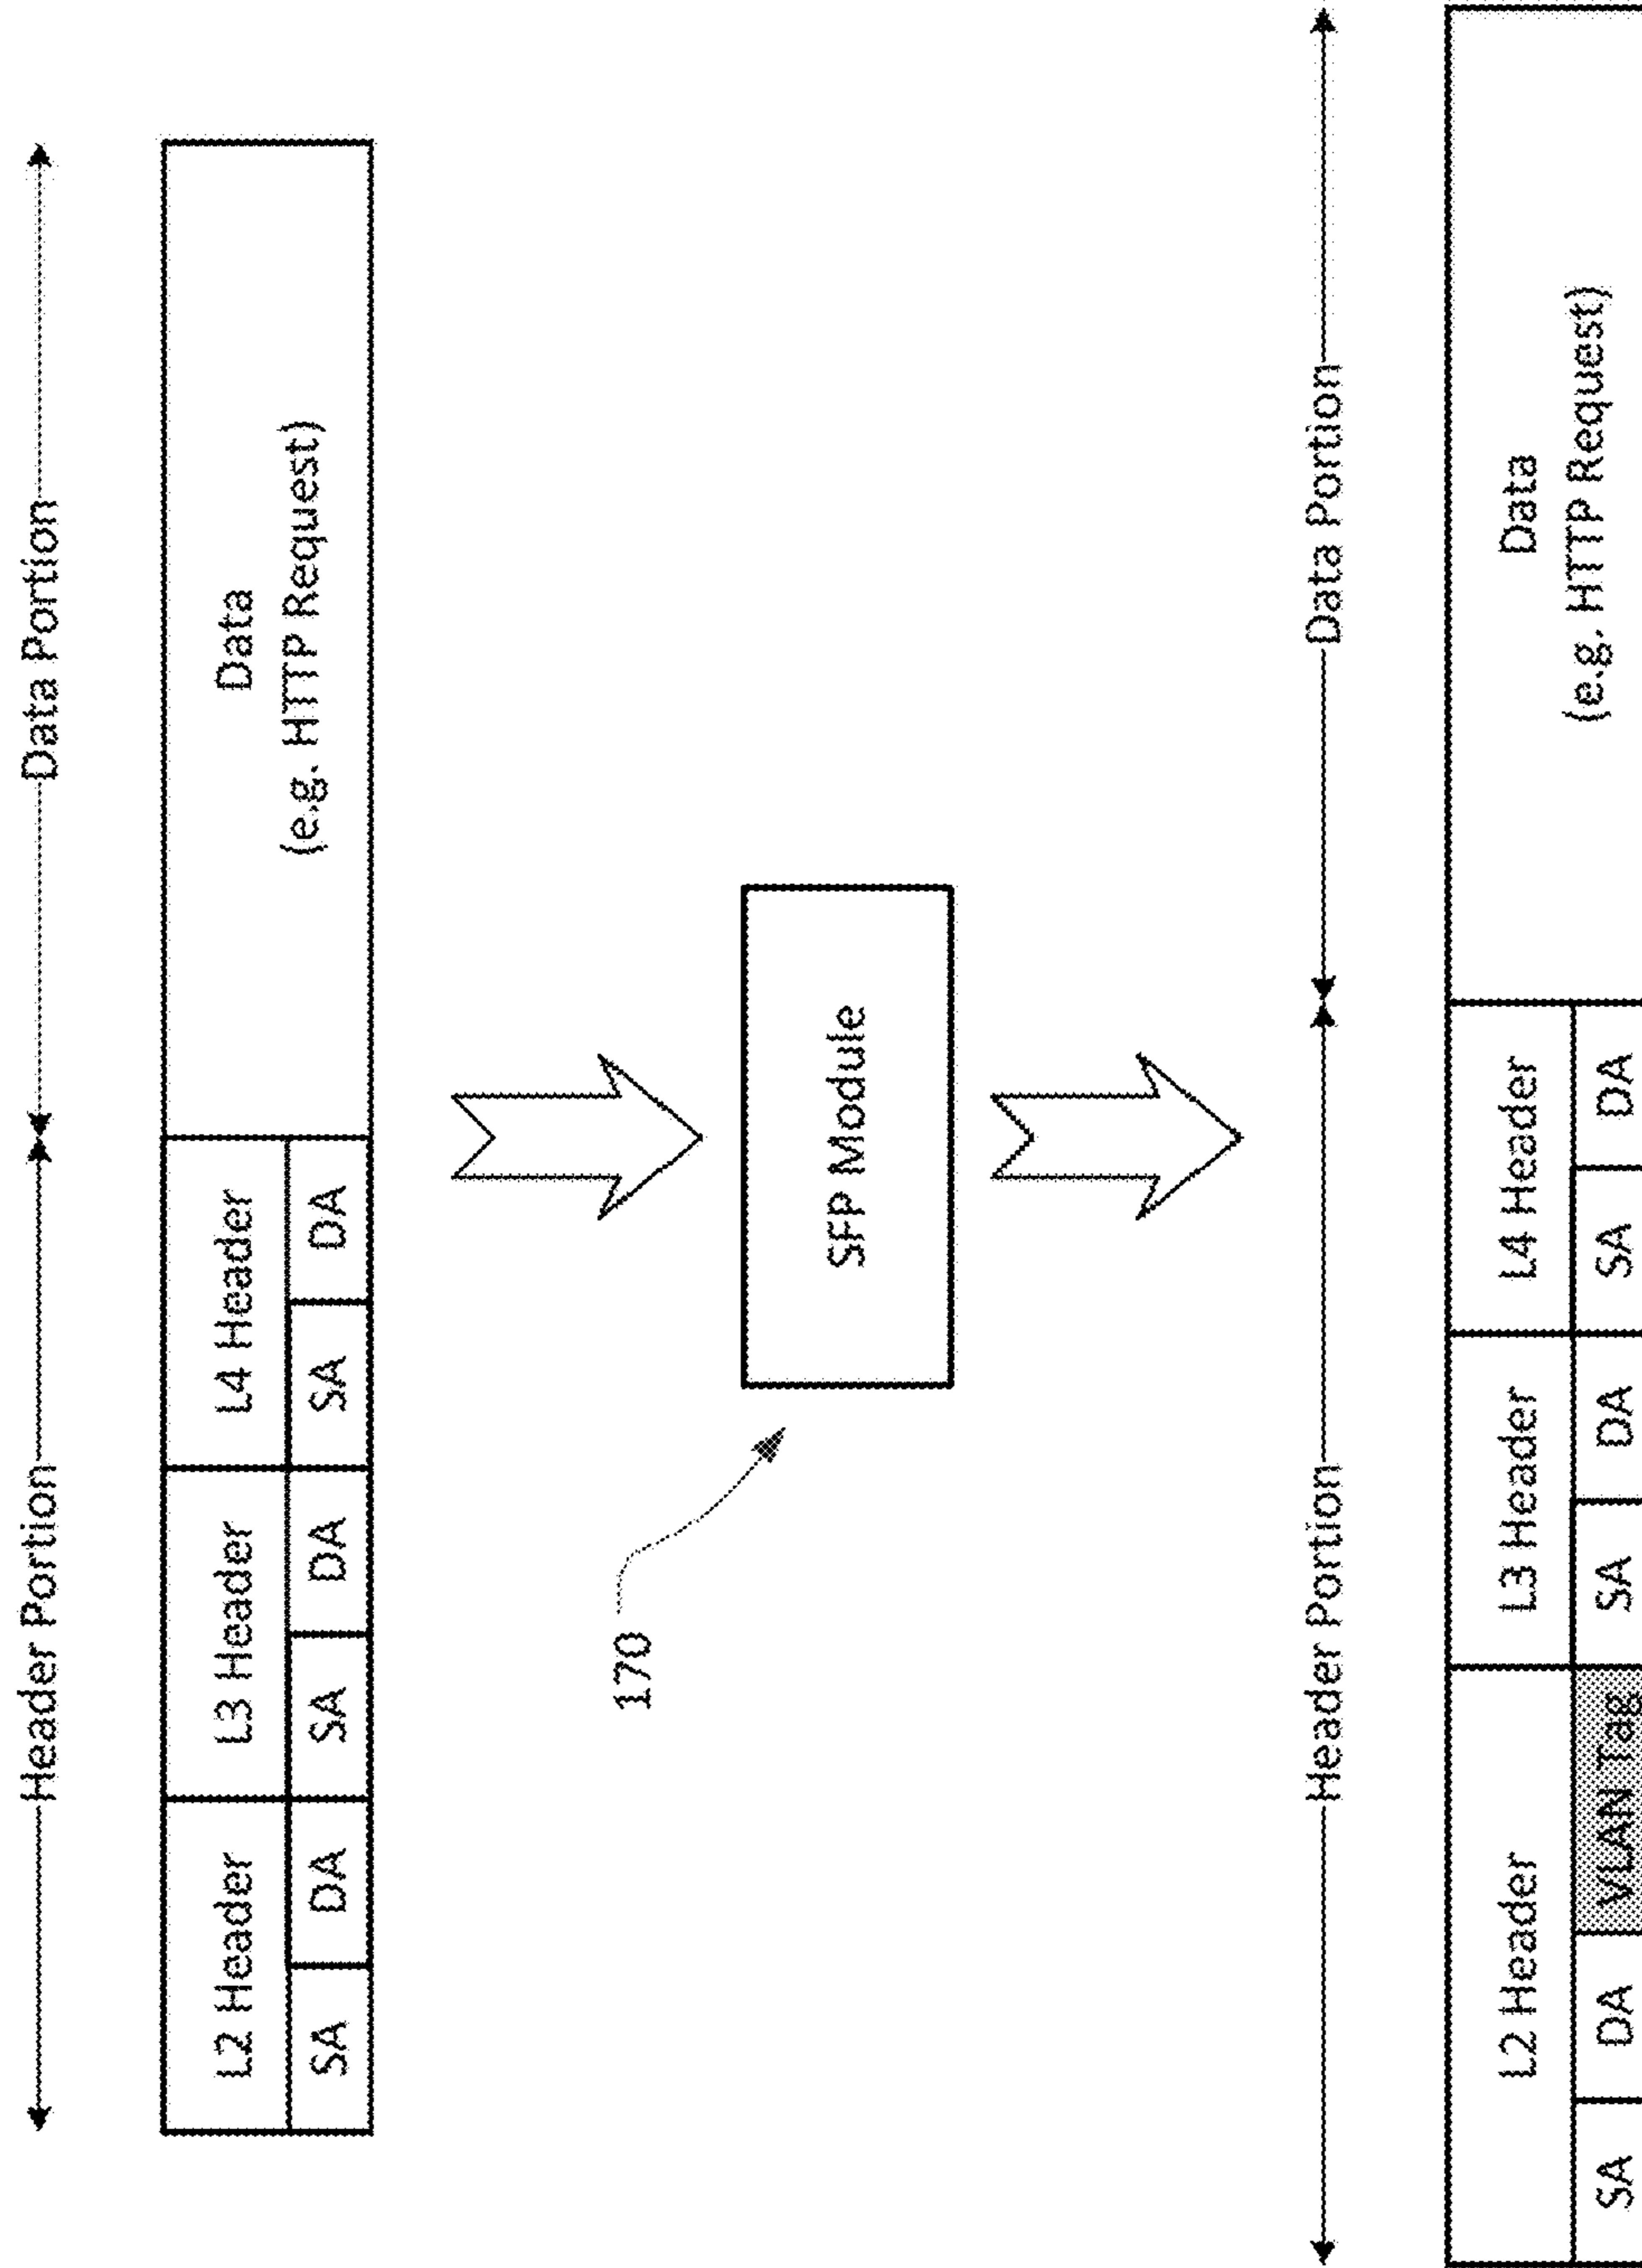 Header Portion
Data Portion
L2 Header
L3 Header
L4 Header
Data
(e.g. HTTP Request)
SA
DA
SA
DA
SA
DA
170
SFP Module
Header Portion
Data Portion
L2 Header
L3 Header
L4 Header
Data
(e.g. HTTP Request)
SA
DA
VLAN Tag
SA
DA
SA
DA